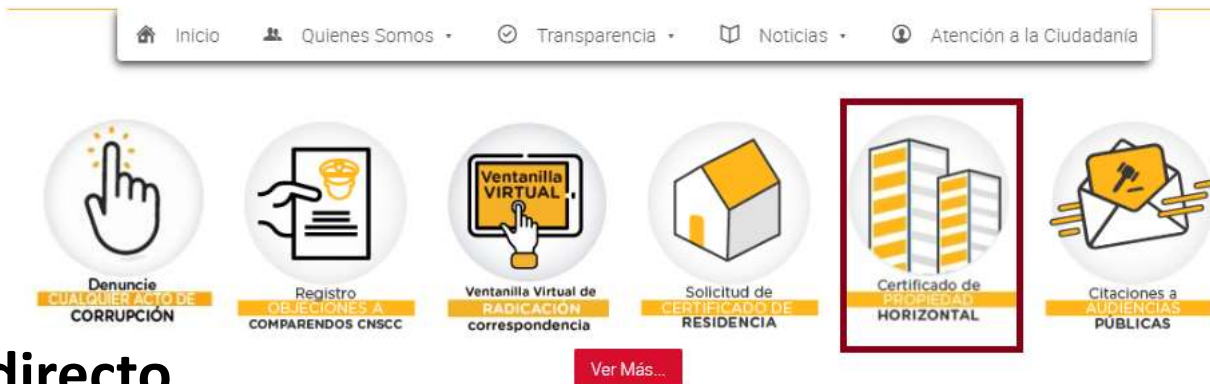 Inicio Quienes Somos Transparencia Noticias Atención a la Ciudadanía
Ventanilla
VIRTUAL
Denuncie
CUALQUIER ACTO DE
CORRUPCIÓN
Registro
OBJECIONES A
COMPARENDOS CNSCC
Ventanilla Virtual de
RADICACIÓN
correspondencia
Solicitud de
CERTIFICADO DE
RESIDENCIA
Certificado de
PROPIEDAD
HORIZONTAL
Citaciones a
AUDIENCIAS
PÚBLICAS
directo
Ver Más...